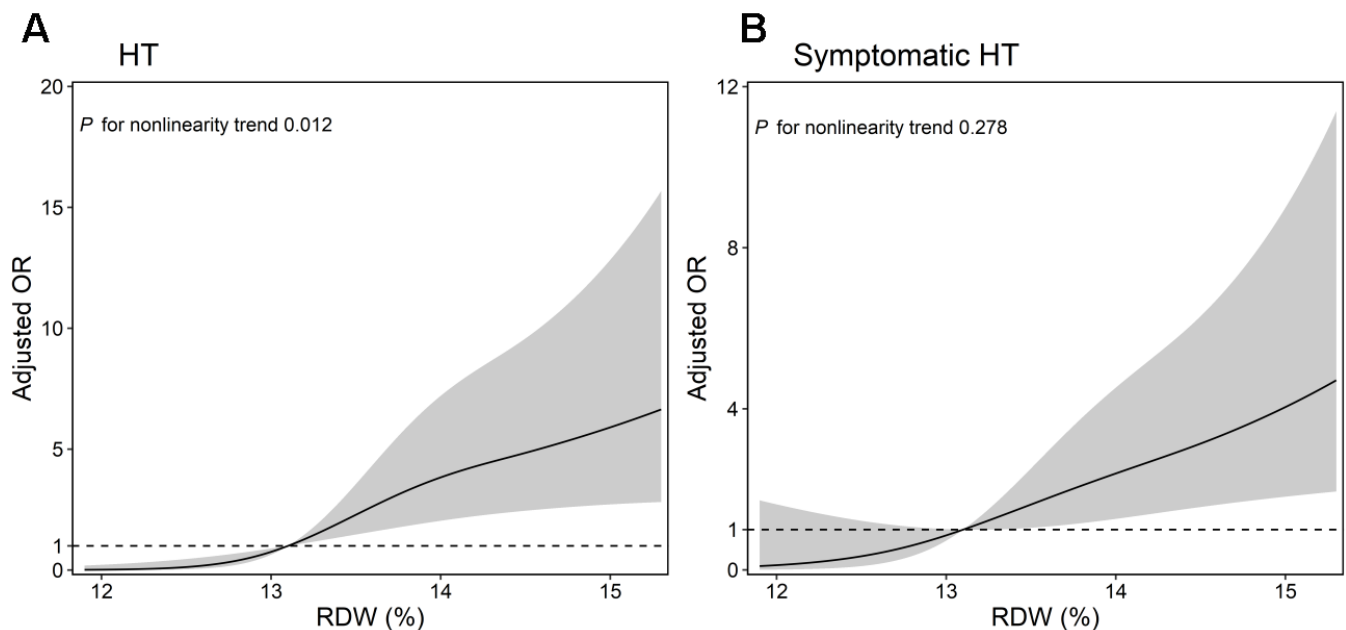 A
HT
20
15
10
5
1
0
Adjusted OR
P for nonlinearity trend 0.012
12
13
14
15
RDW (%)
B
Symptomatic HT
12
8
4
1
0
Adjusted OR
P for nonlinearity trend 0.278
12
13
14
15
RDW (%)